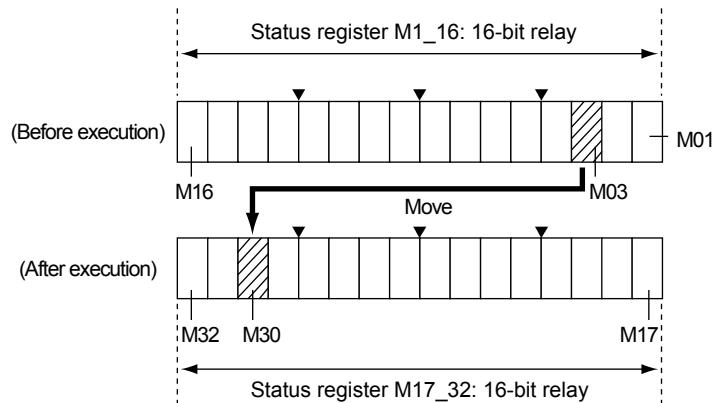 Status register M1_16: 16-bit relay
(Before execution)
M01
M16
M03
Move
(After execution)
M32
M30
M17
Status register M17_32: 16-bit relay